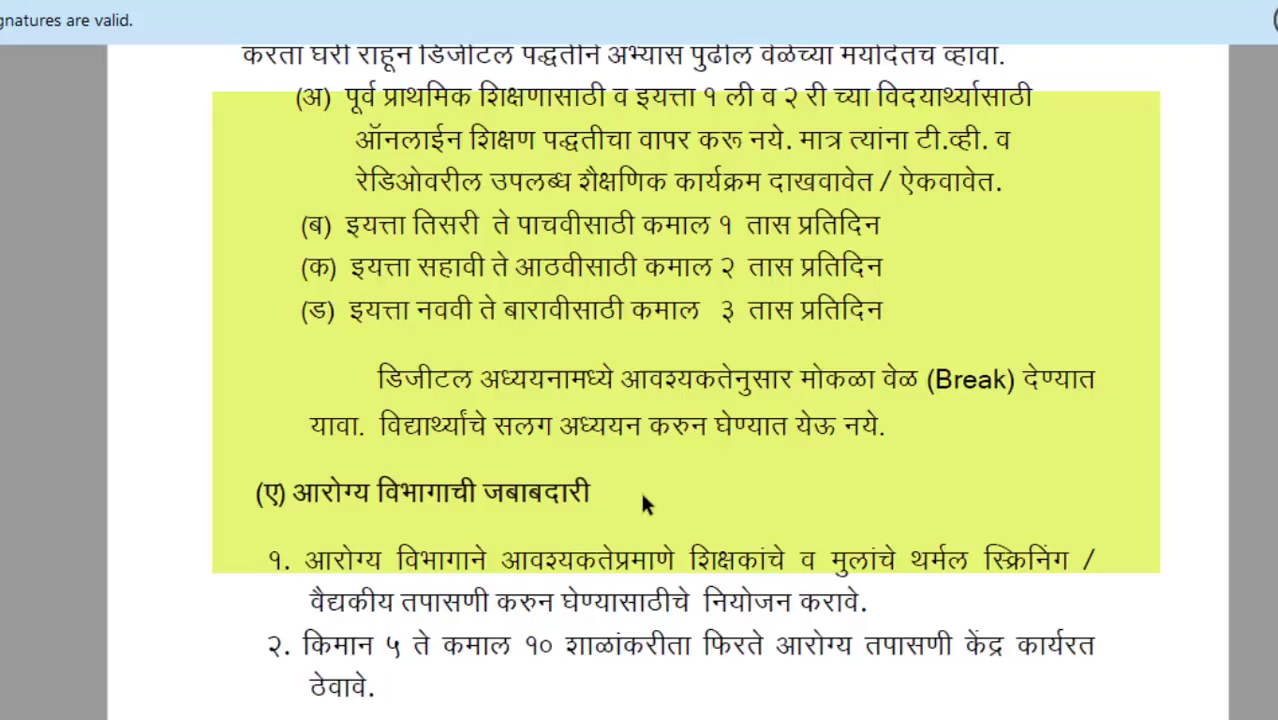 gnatures are valid.
करता घरी राहून डिजीटल पद्धतीने अभ्यास पुढील वेळेच्या मर्यादेतच व्हावा.
(अ) पूर्व प्राथमिक शिक्षणासाठी व इयत्ता १ ली व २ री च्या विदयार्थ्यासाठी
ऑनलाईन शिक्षण पद्धतीचा वापर करू नये. मात्र त्यांना टी.व्ही. व
रेडिओवरील उपलब्ध शैक्षणिक कार्यक्रम दाखवावेत / ऐकवावेत.
(ब) इयत्ता तिसरी ते पाचवीसाठी कमाल १ तास प्रतिदिन
(क) इयत्ता सहावी ते आठवीसाठी कमाल २ तास प्रतिदिन
(ड) इयत्ता नववी ते बारावीसाठी कमाल ३ तास प्रतिदिन
डिजीटल अध्ययनामध्ये आवश्यकतेनुसार मोकळा वेळ (Break) देण्यात
यावा. विद्यार्थ्यांचे सलग अध्ययन करुन घेण्यात येऊ नये.
(ए) आरोग्य विभागाची जबाबदारी
१. आरोग्य विभागाने आवश्यकतेप्रमाणे शिक्षकांचे व मुलांचे थर्मल स्क्रिनिंग /
वैद्यकीय तपासणी करुन घेण्यासाठीचे नियोजन करावे.
२. किमान ५ ते कमाल १० शाळांकरीता फिरते आरोग्य तपासणी केंद्र कार्यरत
ठेवावे.